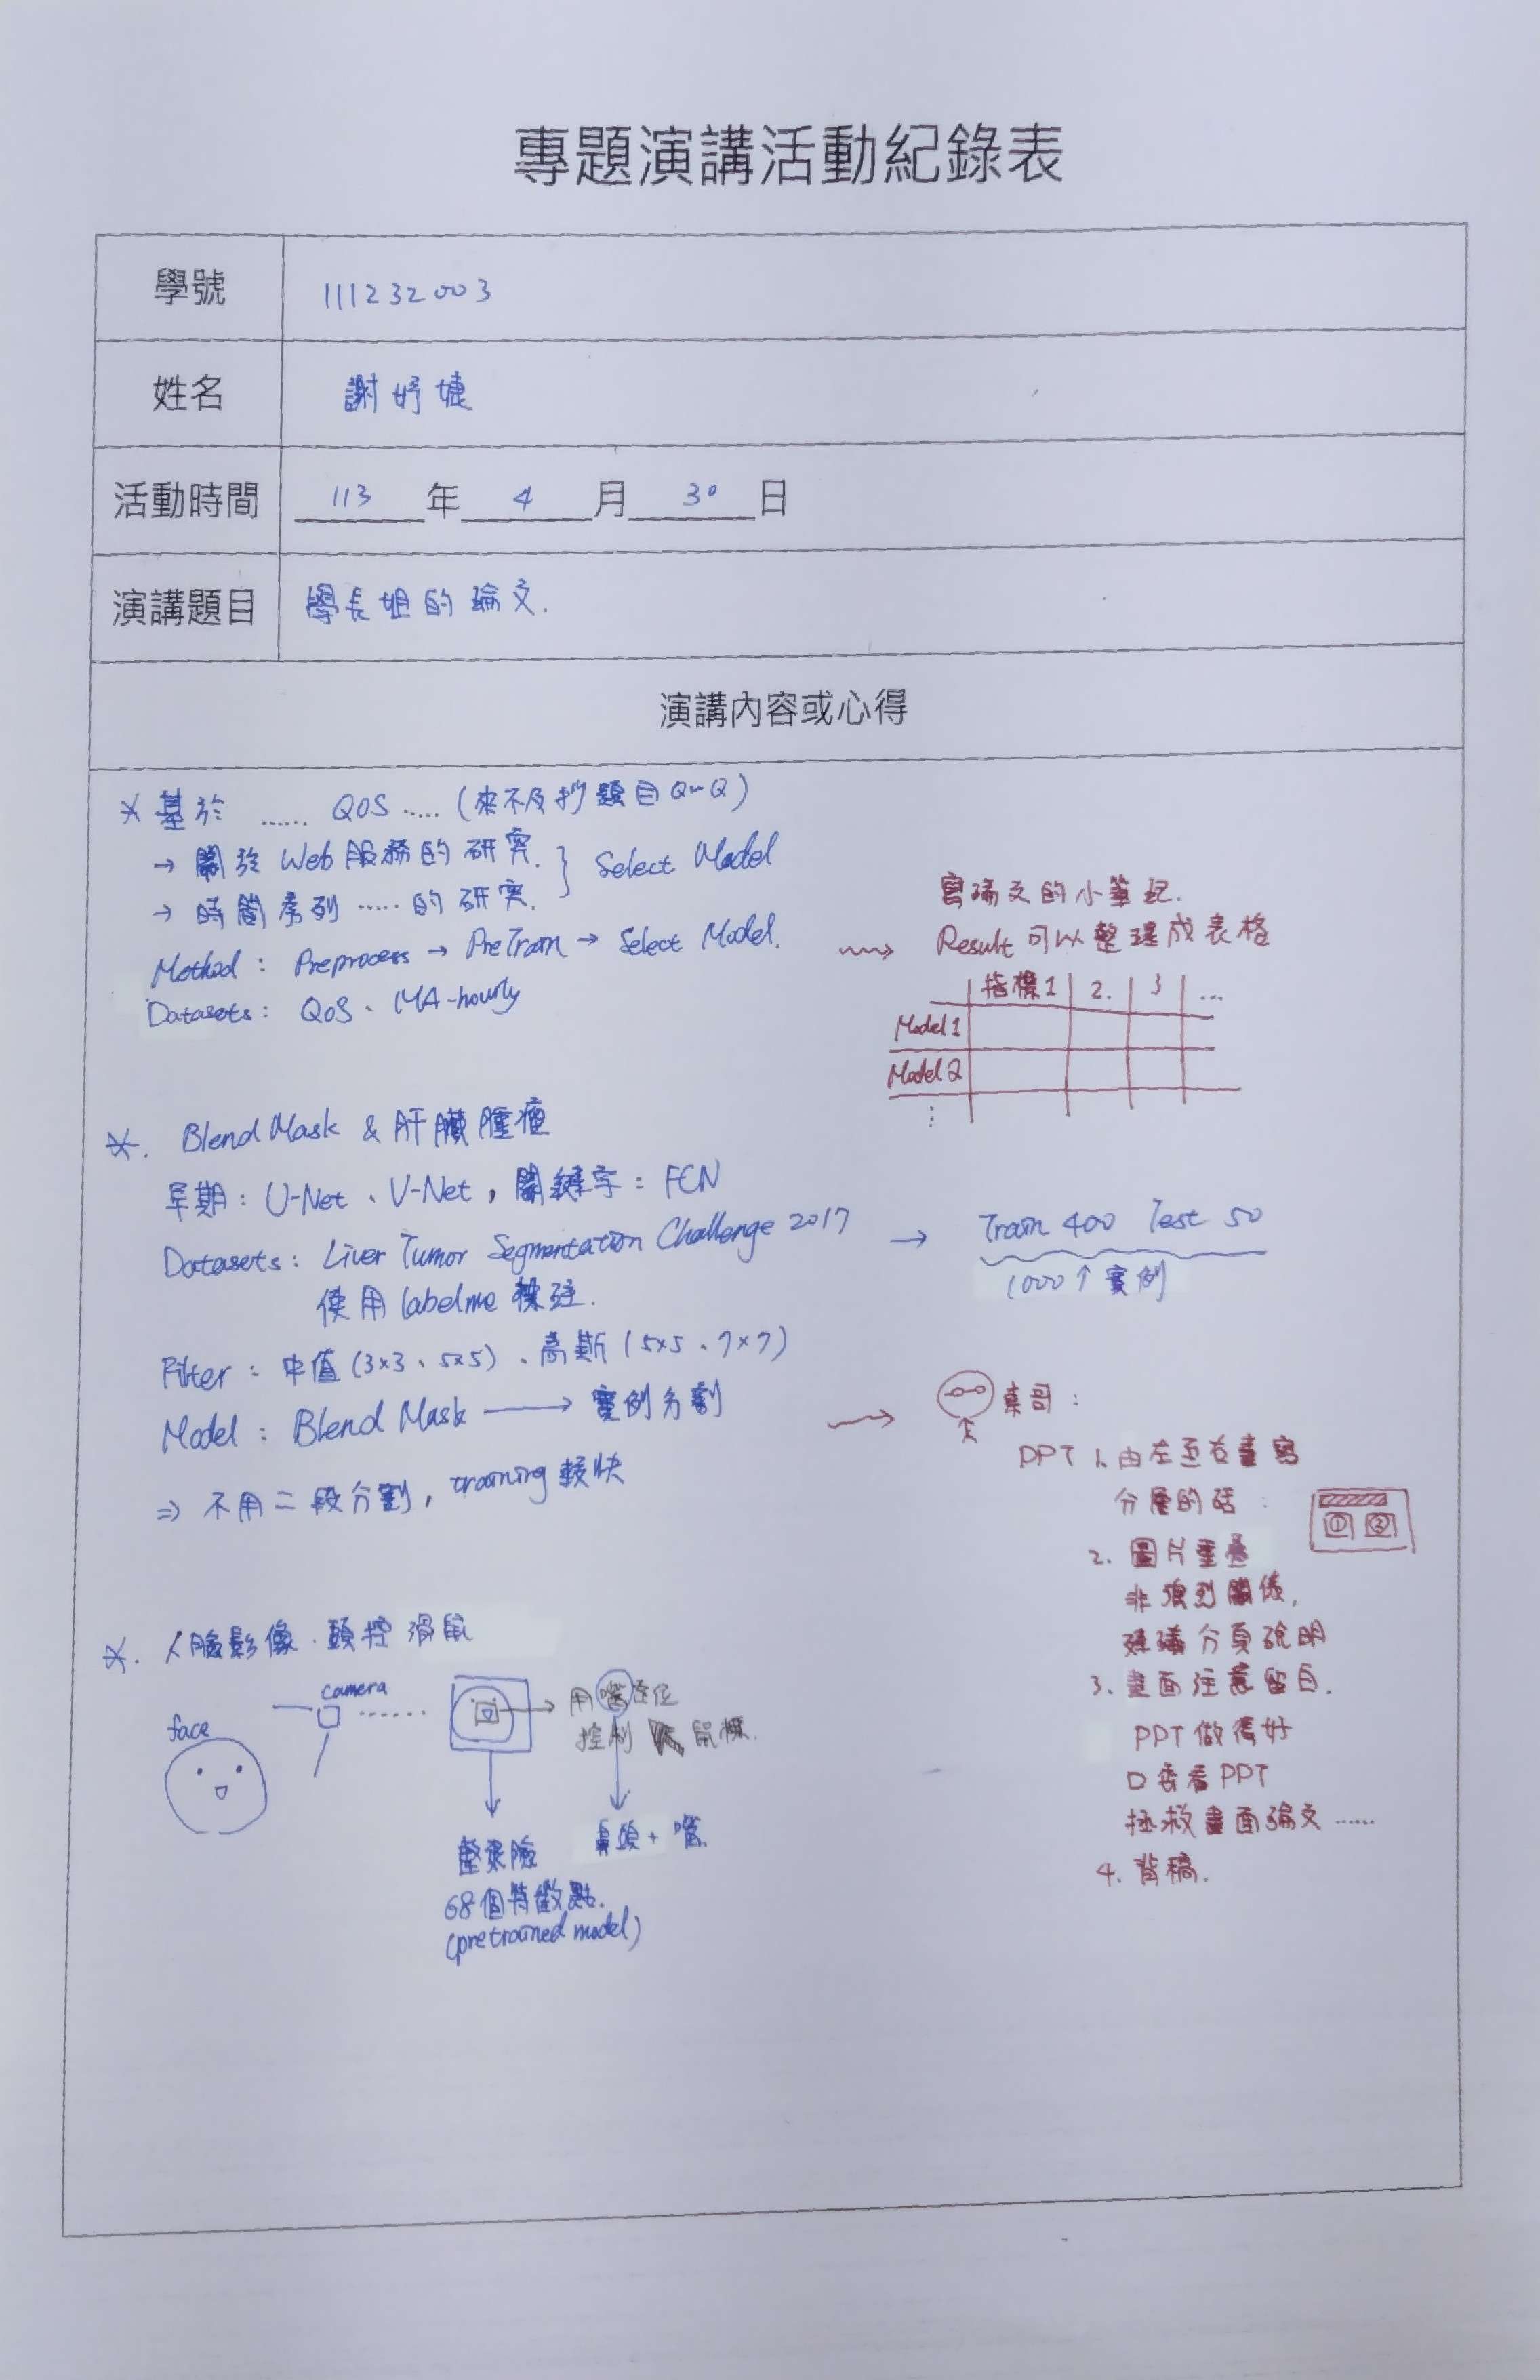 專題演講活動紀錄表
學號 111232003
姓名 謝妤婕
活動時間 113 年 4 月 30 日
演講題目 學長姐的論文.
演講內容或心得
* 基於 …… QOS …… (來不及抄題目QwQ)
→ 關於 Web 服務的研究. } Select Model
→ 時間序列 …… 的研究.
Method : Preprocess → PreTrain → Select Model.
Datasets : QoS、MA-hourly
寫論文的小筆記.
Result 可以整理成表格
指標1 2. 3 ...
Model 1
Model 2
⋮
*. Blend Mask & 肝臟腫瘤
早期 : U-Net、V-Net, 關鍵字 : FCN
Datasets : Liver Tumor Segmentation Challenge 2017 → Train 400 Test 50
使用 labelme 標註.
1000↑實例
Filter : 中值 (3×3、5×5)、高斯 (5×5、7×7)
Model : Blend Mask → 實例分割
⇒ 不用二段分割, training 較快
東哥 :
PPT 1. 由左至右書寫
分層的話 :
① ②
2. 圖片重疊
非強烈關係,
建議分頁說明
3. 畫面注意留白.
PPT 做得好
口委看 PPT
拯救畫面論文 ……
4. 背稿.
*. 人臉影像.頭控滑鼠
face
camera ……
→ 用嘴
控制 鼠標.
整張臉
68個特徵點.
(pretrained model)
鼻頭 + 嘴